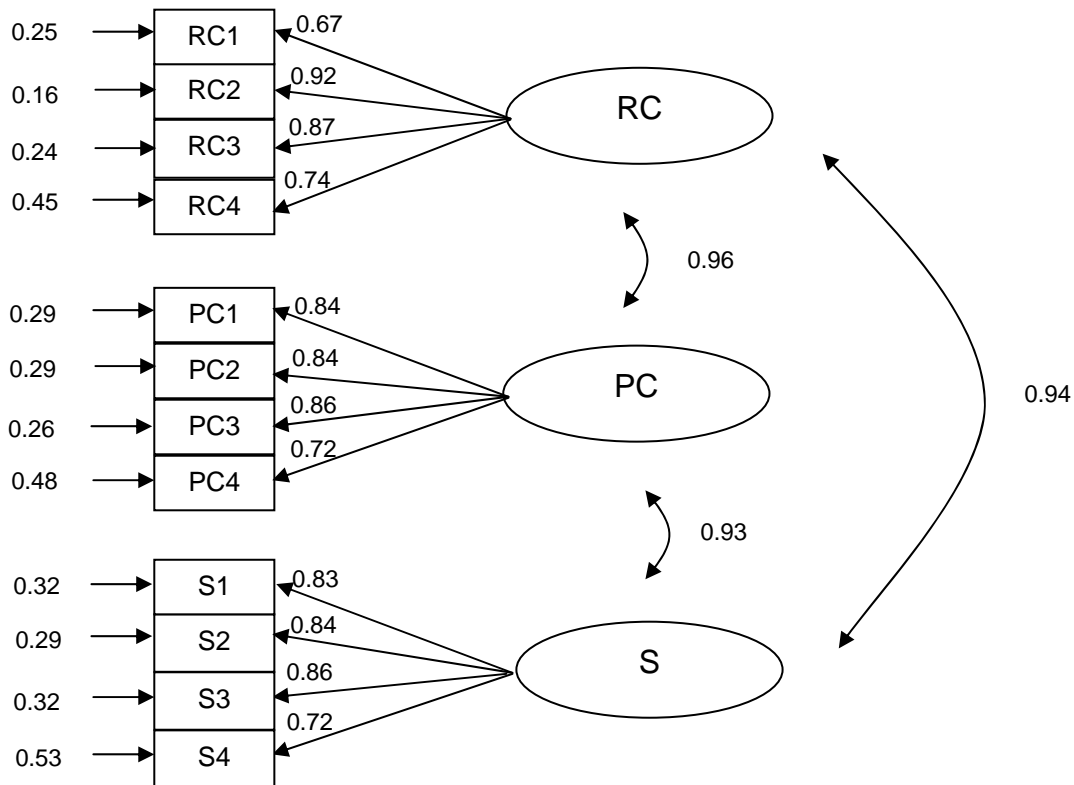 0.25 RC1 0.67
0.16 RC2 0.92 RC
0.24 RC3 0.87
0.45 RC4 0.74
0.96
0.29 PC1 0.84
0.29 PC2 0.84 PC
0.26 PC3 0.86
0.94
0.48 PC4 0.72
0.93
0.32 S1 0.83
0.29 S2 0.84
S
0.32 S3 0.86
0.53 S4 0.72